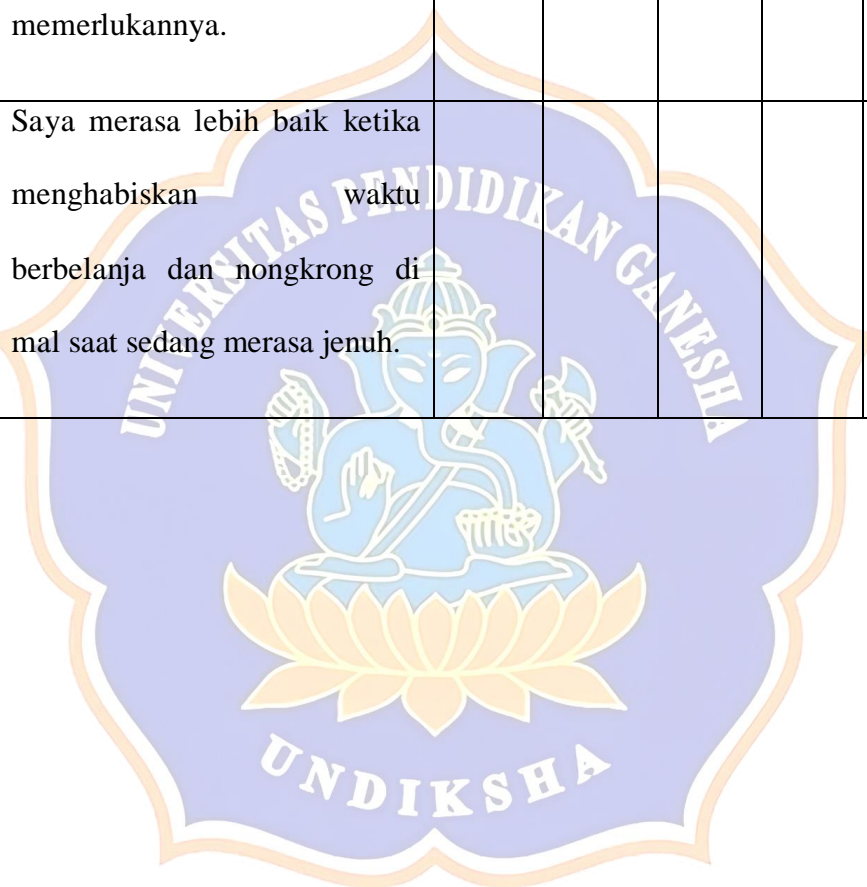 memerlukannya.
Saya merasa lebih baik ketika
menghabiskan waktu
berbelanja dan nongkrong di
mal saat sedang merasa jenuh.
UNIVERSITAS PENDIDIKAN GANESHA
UNDIKSHA